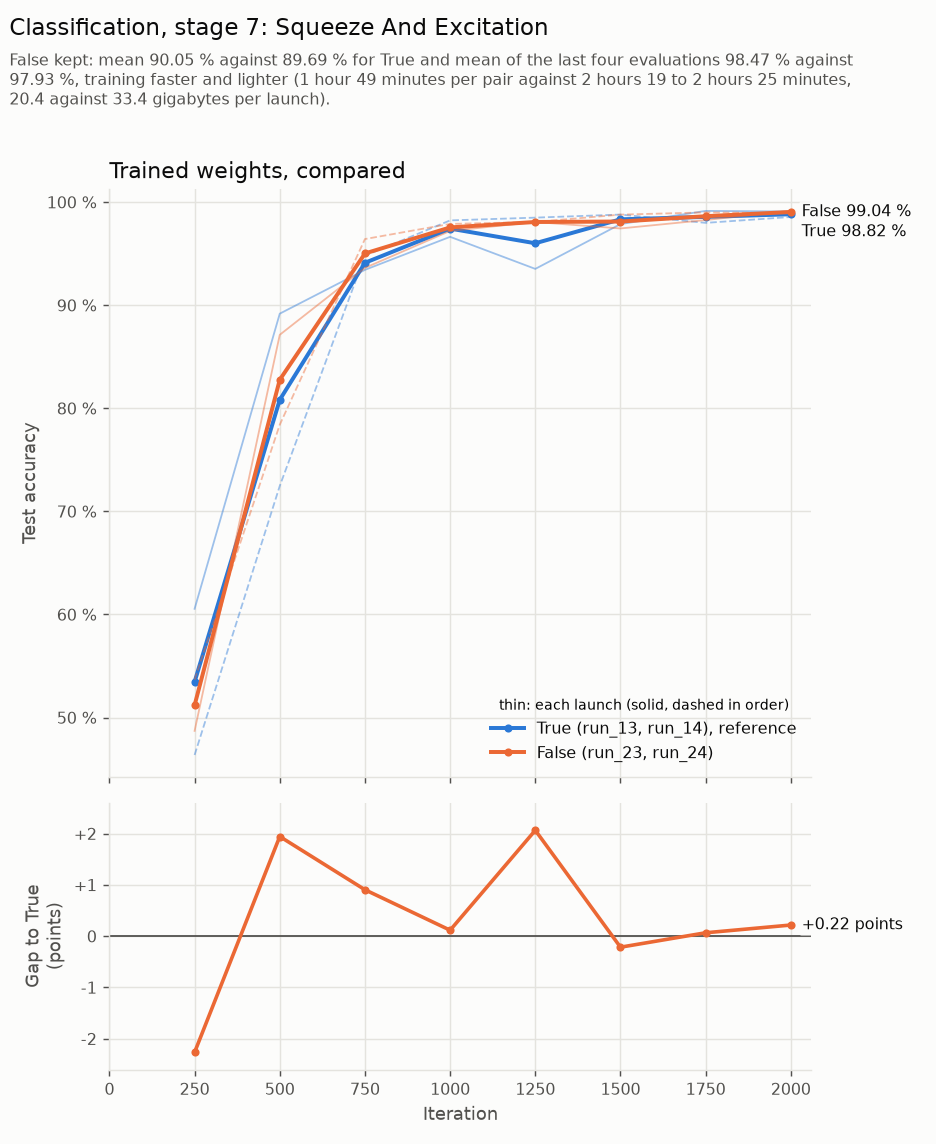 Classification, stage 7: Squeeze And Excitation
False kept: mean 90.05 % against 89.69 % for True and mean of the last four evaluations 98.47 % against
97.93 %, training faster and lighter (1 hour 49 minutes per pair against 2 hours 19 to 2 hours 25 minutes,
20.4 against 33.4 gigabytes per launch).
Trained weights, compared
100 %
90 %
80 %
70 %
60 %
50 %
Test accuracy
False 99.04 %
True 98.82 %
thin: each launch (solid, dashed in order)
True (run_13, run_14), reference
False (run_23, run_24)
+2
+1
0
-1
-2
Gap to True
(points)
+0.22 points
0
250
500
750
1000
1250
1500
1750
2000
Iteration